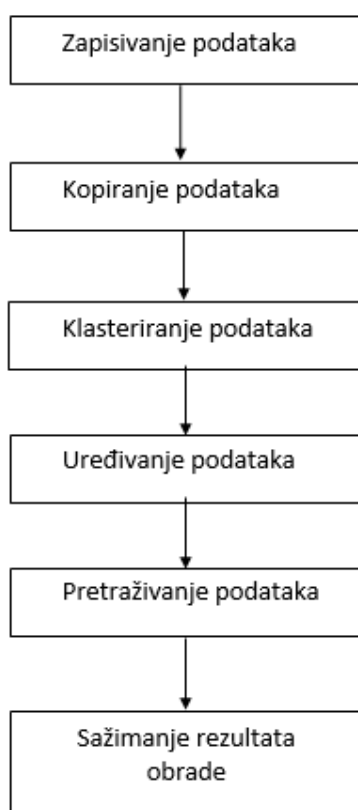 Zapisivanje podataka
Kopiranje podataka
Klasteriranje podataka
Uređivanje podataka
Pretraživanje podataka
Sažimanje rezultata
obrade